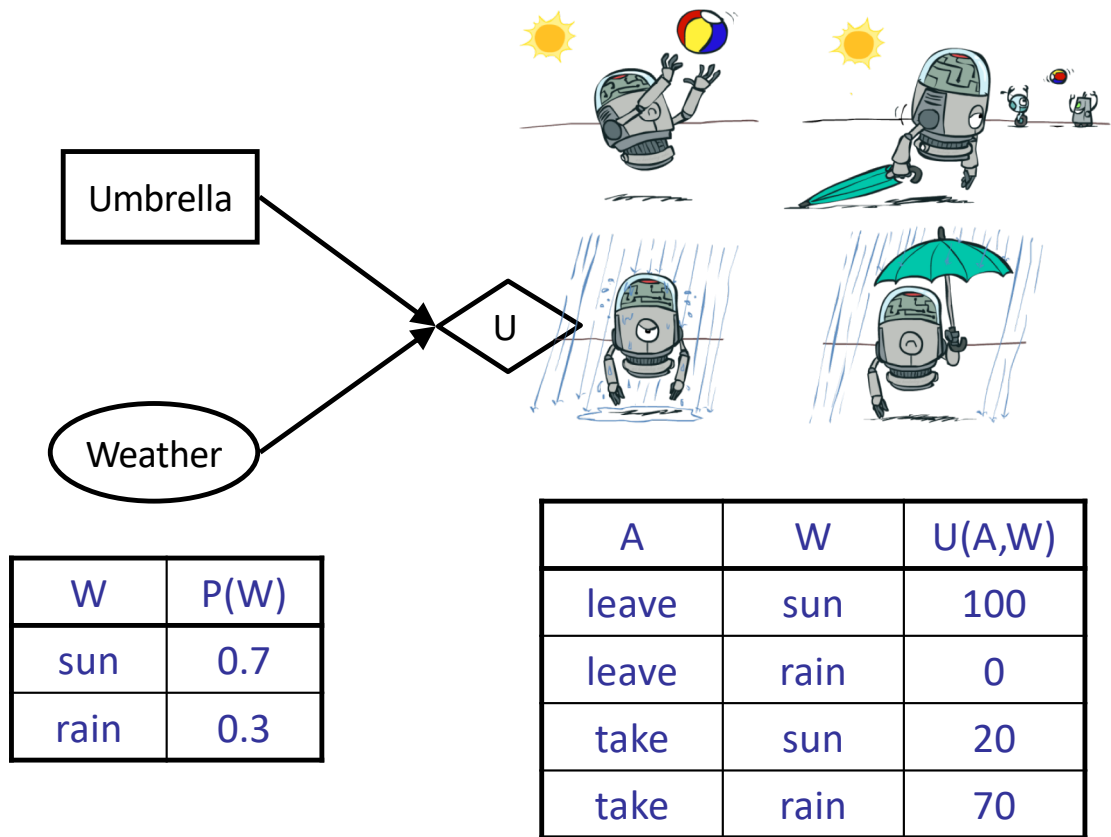 Umbrella
U
Weather
W P(W)
sun 0.7
rain 0.3
A W U(A,W)
leave sun 100
leave rain 0
take sun 20
take rain 70